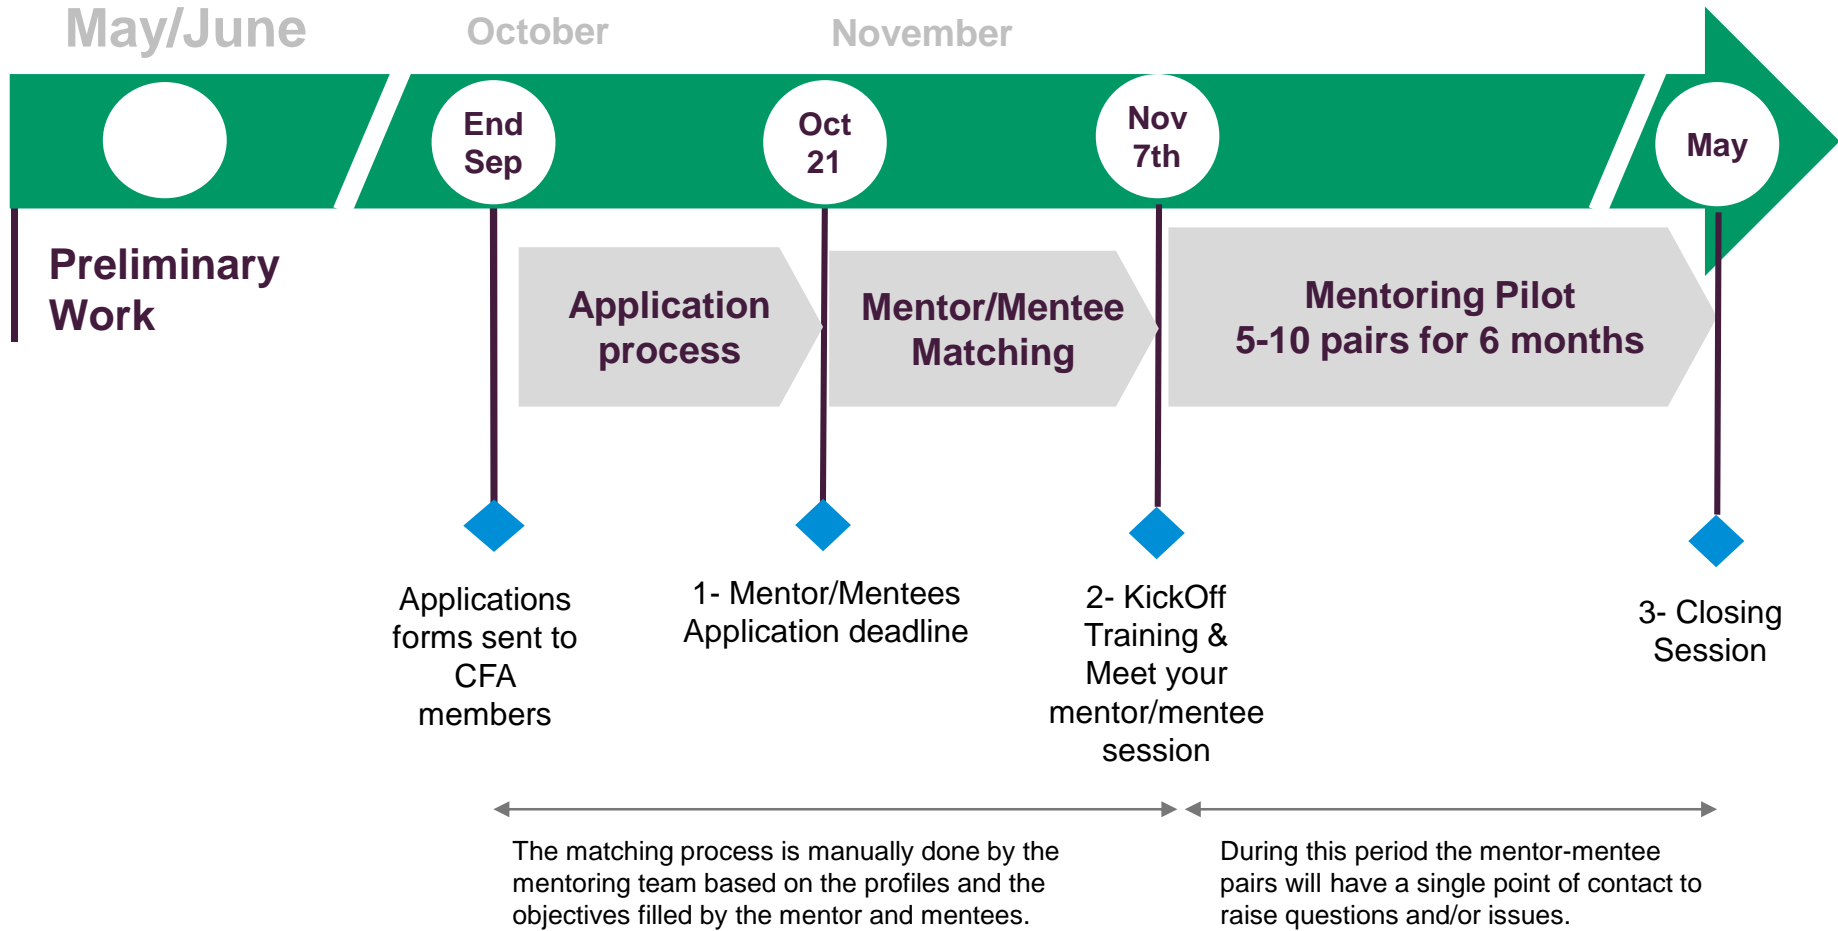 May/June
October
November
End
Sep
Oct
21
Nov
7th
May
Preliminary
Work
Application
process
Mentor/Mentee
Matching
Mentoring Pilot
5-10 pairs for 6 months
Applications
forms sent to
CFA
members
1- Mentor/Mentees
Application deadline
2- KickOff
Training &
Meet your
mentor/mentee
session
3- Closing
Session
The matching process is manually done by the
mentoring team based on the profiles and the
objectives filled by the mentor and mentees.
During this period the mentor-mentee
pairs will have a single point of contact to
raise questions and/or issues.